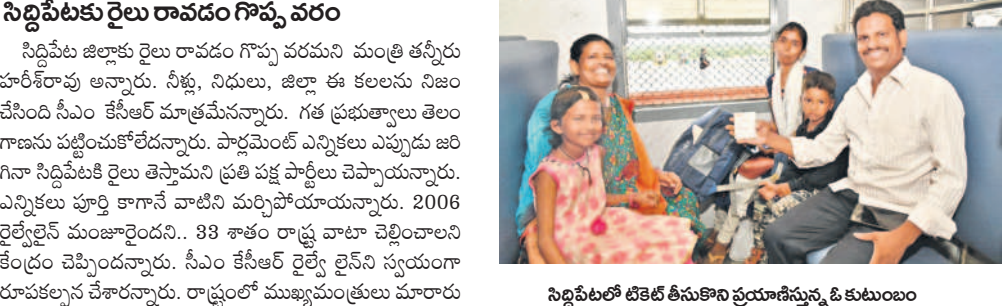 సిద్దిపేటకు రైలు రావడం గొప్ప వరం
సిద్దిపేట జిల్లాకు రైలు రావడం గొప్ప వరమని మంత్రి తన్నీరు
హరీశ్‌రావు అన్నారు. నీళ్లు, నిధులు, జిల్లా ఈ కలలను నిజం
చేసింది సీఎం కేసీఆర్ మాత్రమేనన్నారు. గత ప్రభుత్వాలు తెలం
గాణను పట్టించుకోలేదన్నారు. పార్లమెంట్ ఎన్నికలు ఎప్పుడు జరి
గినా సిద్దిపేటకి రైలు తెస్తామని ప్రతి పక్ష పార్టీలు చెప్పాయన్నారు.
ఎన్నికలు పూర్తి కాగానే వాటిని మర్చిపోయాయన్నారు. 2006
రైల్వేలైన్ మంజూరైందని.. 33 శాతం రాష్ట్ర వాటా చెల్లించాలని
కేంద్రం చెప్పిందన్నారు. సీఎం కేసీఆర్ రైల్వే లైన్‌ని స్వయంగా
రూపకల్పన చేశారన్నారు. రాష్ట్రంలో ముఖ్యమంత్రులు మారారు
సిద్దిపేటలో టికెట్ తీసుకొని ప్రయాణిస్తున్న ఓ కుటుంబం